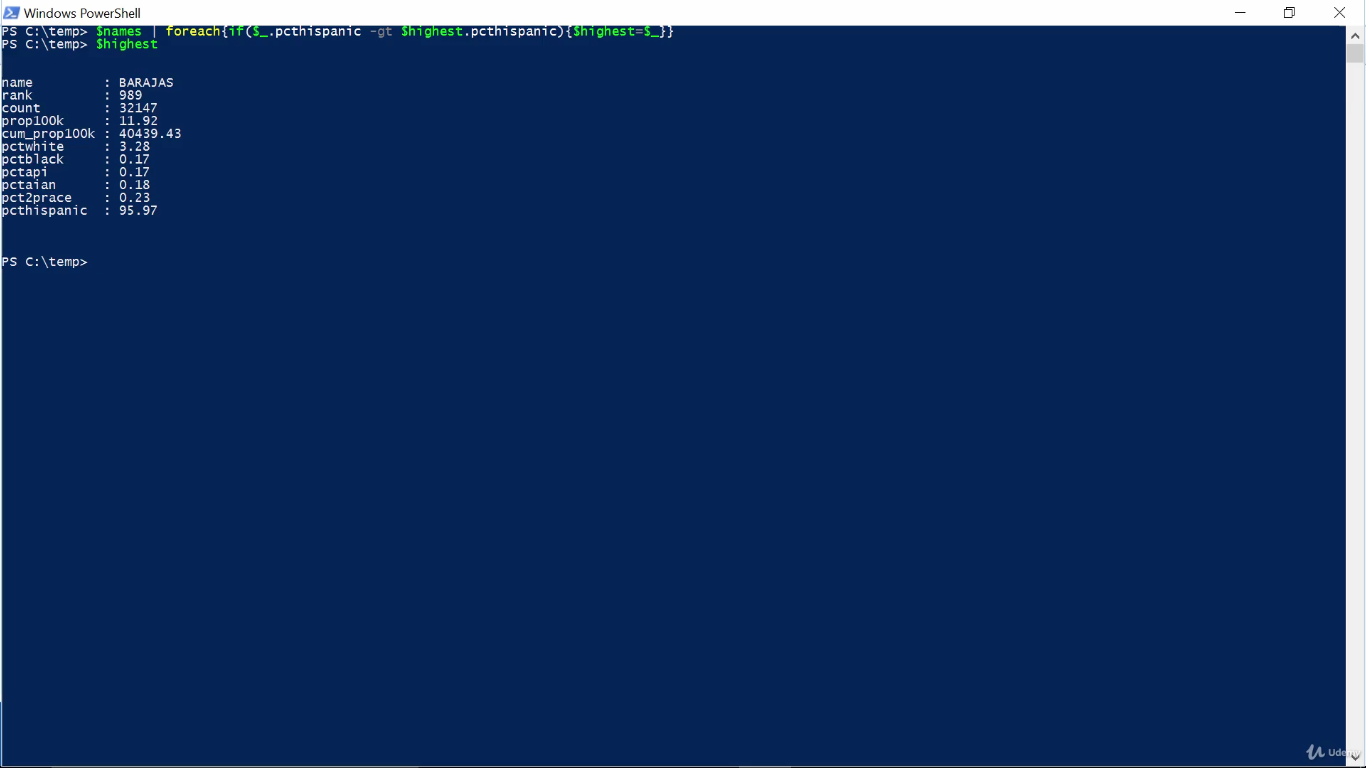 Windows PowerShell
PS C:\temp> $names | foreach{if($_.pcthispanic -gt $highest.pcthispanic){$highest=$_}}
PS C:\temp> $highest
name : BARAJAS
rank : 989
count : 32147
prop100k : 11.92
cum_prop100k : 40439.43
pctwhite : 3.28
pctblack : 0.17
pctapi : 0.17
pctaian : 0.18
pct2prace : 0.23
pcthispanic : 95.97
PS C:\temp>
Udemy